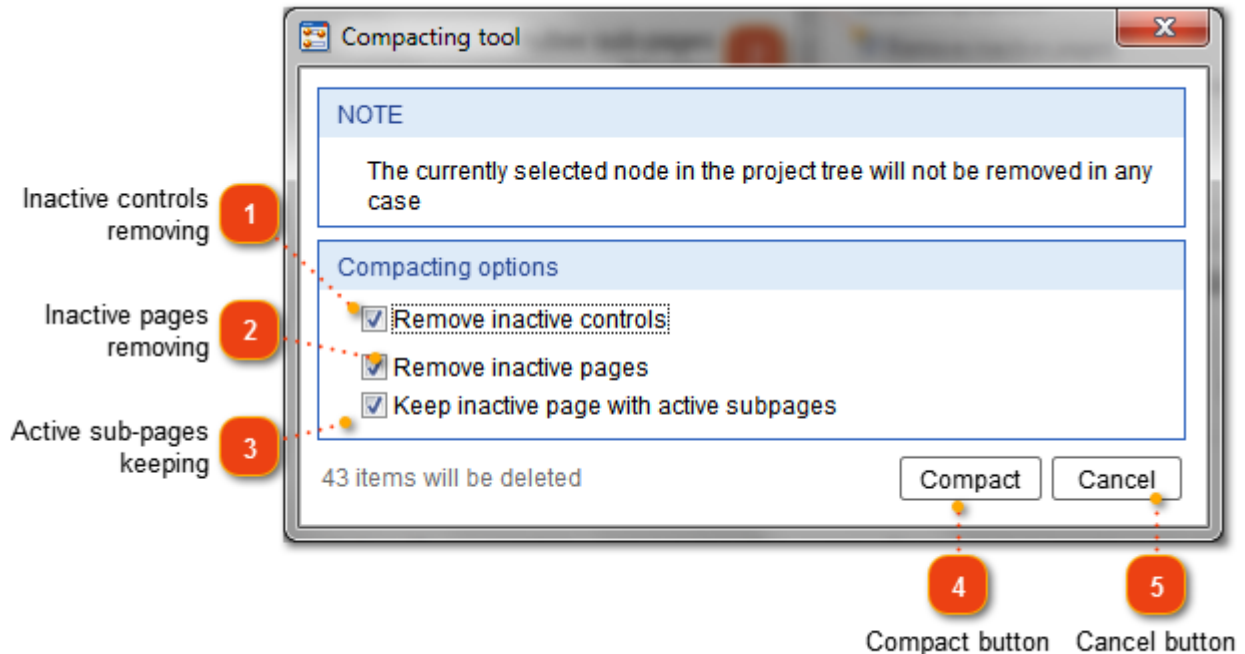 Compacting tool
NOTE
The currently selected node in the project tree will not be removed in any
case
Inactive controls
removing
1
Compacting options
Remove inactive controls
Inactive pages
removing
2
Remove inactive pages
Keep inactive page with active subpages
Active sub-pages
keeping
3
43 items will be deleted
Compact
Cancel
4
5
Compact button
Cancel button